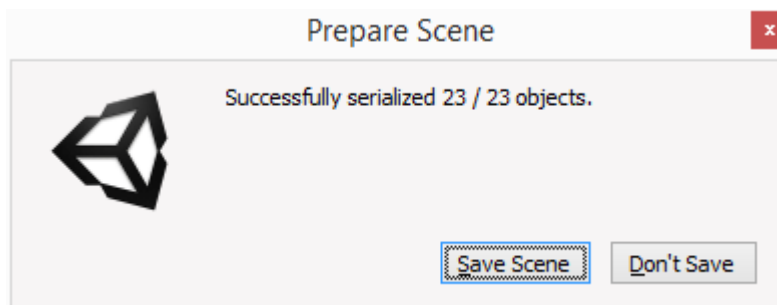 Prepare Scene
x
Successfully serialized 23 / 23 objects.
Save Scene
Don't Save